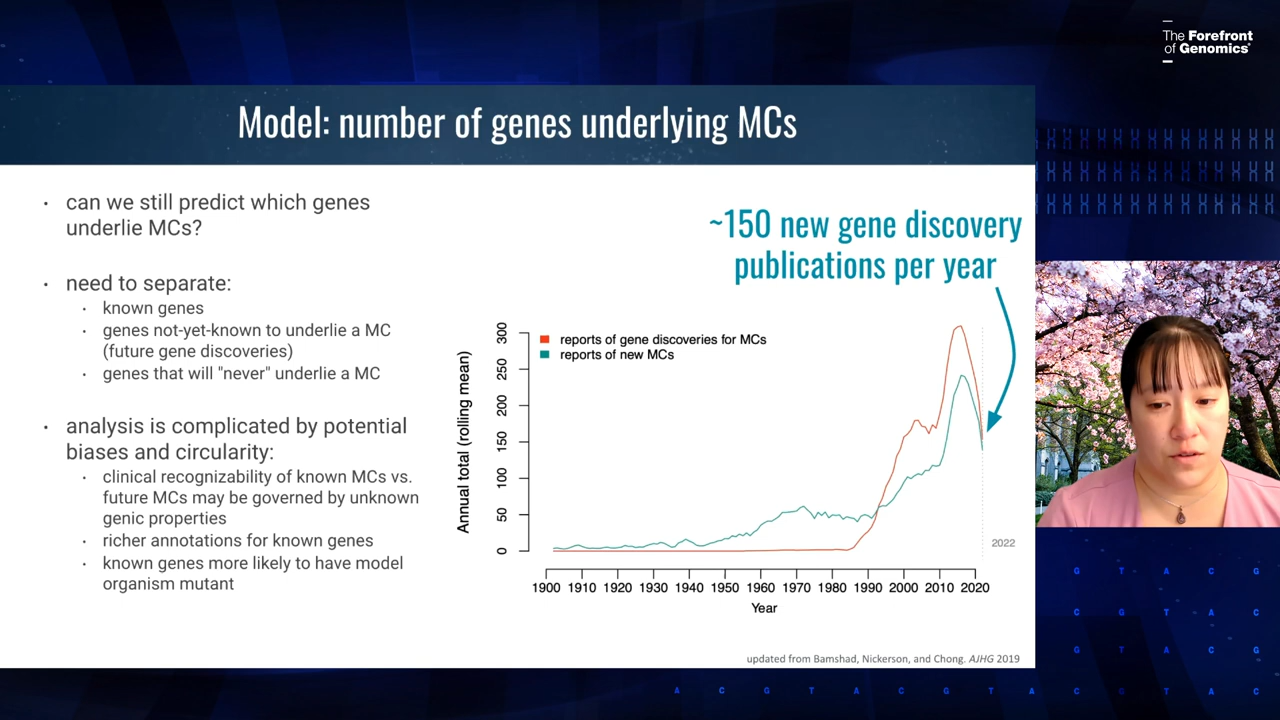 The Forefront
of Genomics®
Model: number of genes underlying MCs
• can we still predict which genes
underlie MCs?
• need to separate:
• known genes
• genes not-yet-known to underlie a MC
(future gene discoveries)
• genes that will "never" underlie a MC
• analysis is complicated by potential
biases and circularity:
• clinical recognizability of known MCs vs.
future MCs may be governed by unknown
genic properties
• richer annotations for known genes
• known genes more likely to have model
organism mutant
~150 new gene discovery
publications per year
reports of gene discoveries for MCs
reports of new MCs
Annual total (rolling mean)
300
250
200
150
100
50
0
2022
1900 1910 1920 1930 1940 1950 1960 1970 1980 1990 2000 2010 2020
Year
updated from Bamshad, Nickerson, and Chong. AJHG 2019
G T A C G
C G T A C
G T A C G
A C G T A C G T A C G T A C